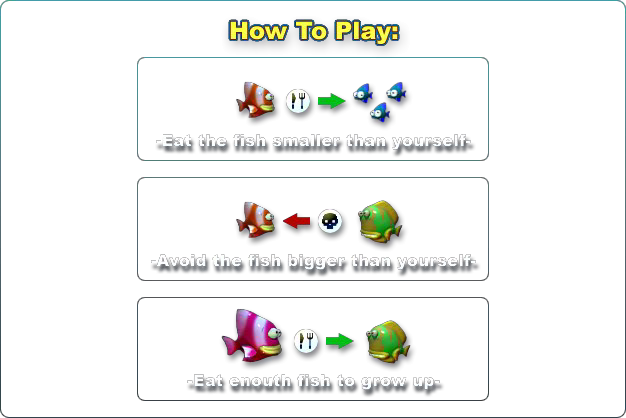 How To Play:
-Eat the fish smaller than yourself-
-Avoid the fish bigger than yourself-
-Eat enouth fish to grow up-